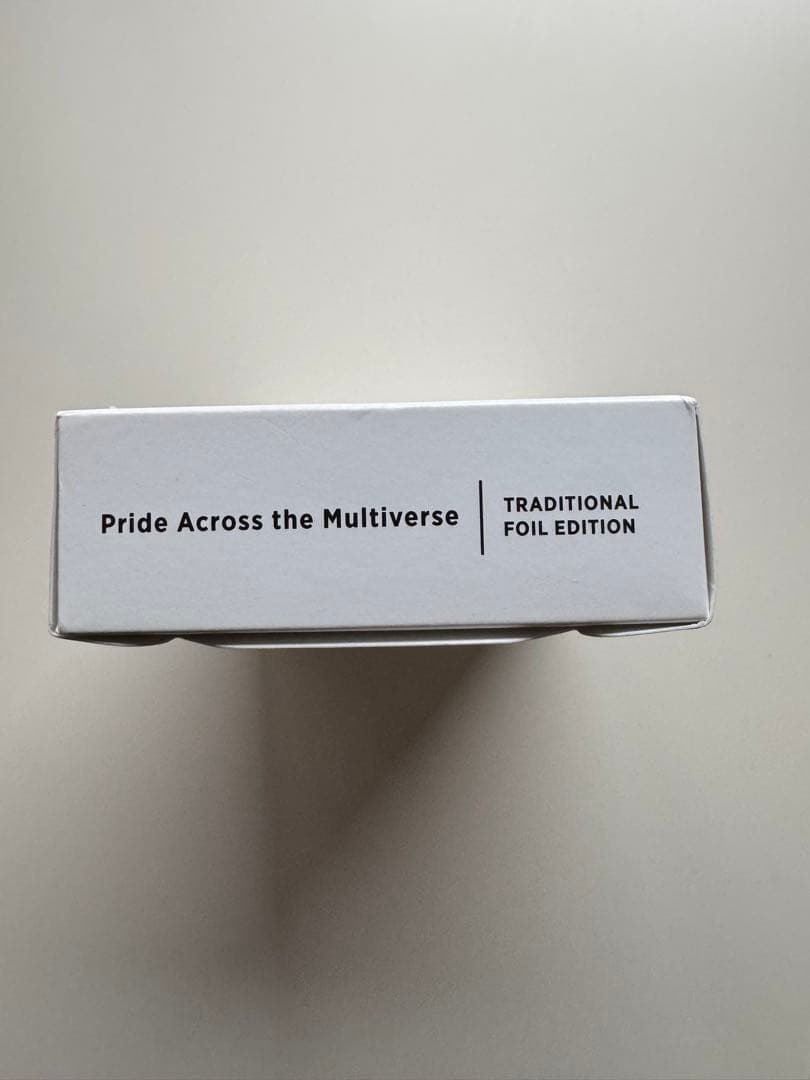 Pride Across the Multiverse
TRADITIONAL
FOIL EDITION